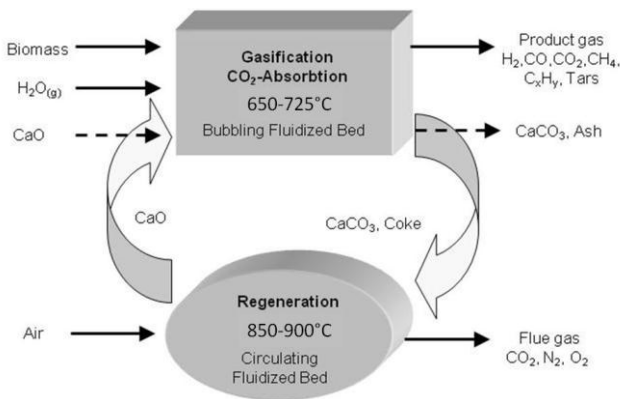 Biomass
H₂O(g)
CaO
Gasification
CO₂-Absorbtion
650-725°C
Bubbling Fluidized Bed
Product gas
H₂,CO,CO₂,CH₄,
CₓHᵧ, Tars
CaCO₃, Ash
CaO
CaCO₃, Coke
Air
Regeneration
850-900°C
Circulating
Fluidized Bed
Flue gas
CO₂, N₂, O₂